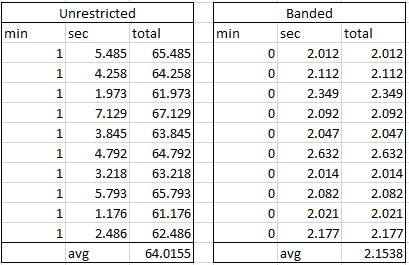 Unrestricted Banded
min sec total min sec total
1 5.485 65.485 0 2.012 2.012
1 4.258 64.258 0 2.112 2.112
1 1.973 61.973 0 2.349 2.349
1 7.129 67.129 0 2.092 2.092
1 3.845 63.845 0 2.047 2.047
1 4.792 64.792 0 2.632 2.632
1 3.218 63.218 0 2.014 2.014
1 5.793 65.793 0 2.082 2.082
1 1.176 61.176 0 2.021 2.021
1 2.486 62.486 0 2.177 2.177
avg 64.0155 avg 2.1538